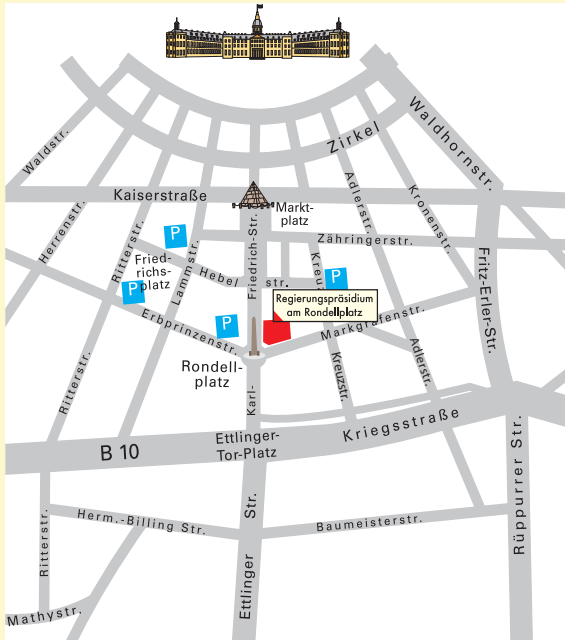 Waldstr.
Zirkel
Waldhornstr.
Kaiserstraße
Markt-
platz
Adlerstr.
Kronenstr.
Herrenstr.
Ritterstr.
P
Fried-
richs-
platz
P
Lammstr.
Friedrich-Str.
Zähringerstr.
Hebel
str.
Kreuz
P
Fritz-Erler-Str.
Regierungspräsidium
am Rondellplatz
Erbprinzenstr.
P
Markgrafenstr.
Rondell-
platz
Karl-
Kreuzstr.
Adlerstr.
Ritterstr.
Kriegsstraße
B 10
Ettlinger-
Tor-Platz
Rüppurrer Str.
Herm.-Billing Str.
Baumeisterstr.
Ettlinger Str.
Ritterstr.
Mathystr.